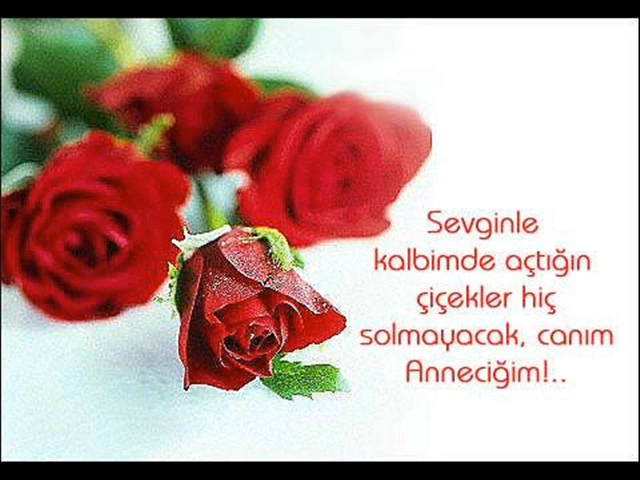 Sevginle
kalbimde açtığın
çiçekler hiç
solmayacak, canım
Anneciğim!..